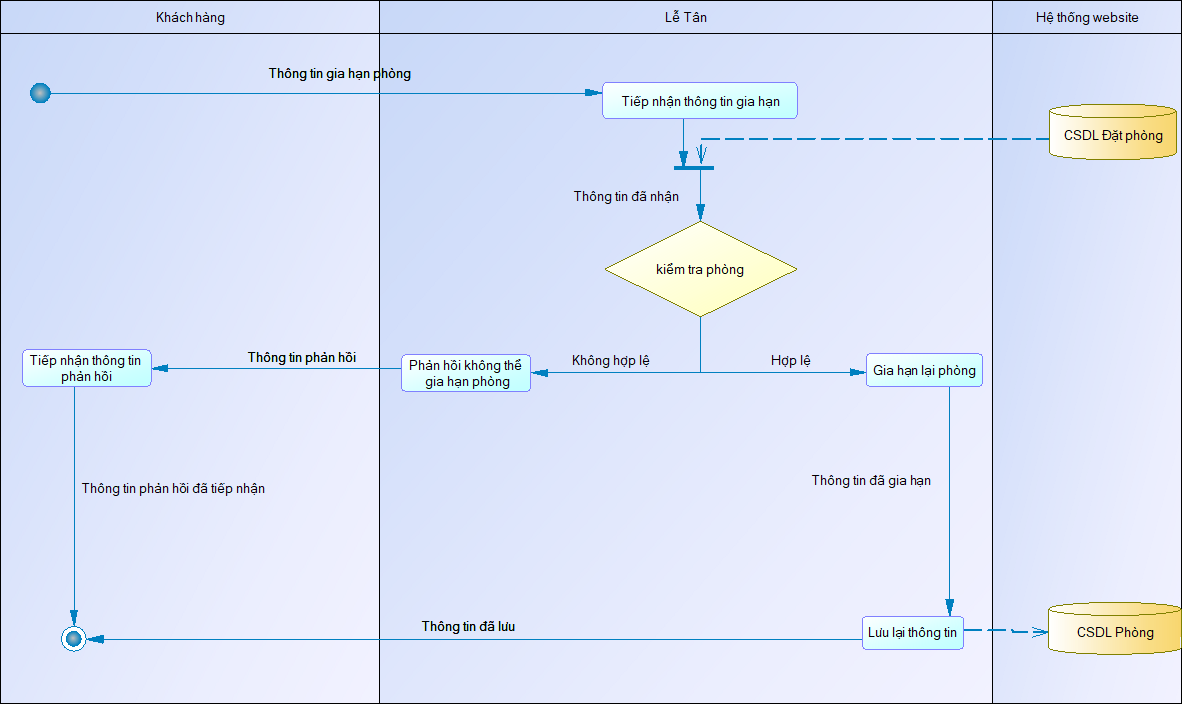 Khách hàng
Lễ Tân
Hệ thống website
Thông tin gia hạn phòng
Tiếp nhận thông tin gia hạn
CSDL Đặt phòng
Thông tin đã nhận
kiểm tra phòng
Tiếp nhận thông tin
phản hồi
Thông tin phản hồi
Phản hồi không thể
gia hạn phòng
Không hợp lệ
Hợp lệ
Gia hạn lại phòng
Thông tin phản hồi đã tiếp nhận
Thông tin đã gia hạn
Thông tin đã lưu
Lưu lại thông tin
CSDL Phòng